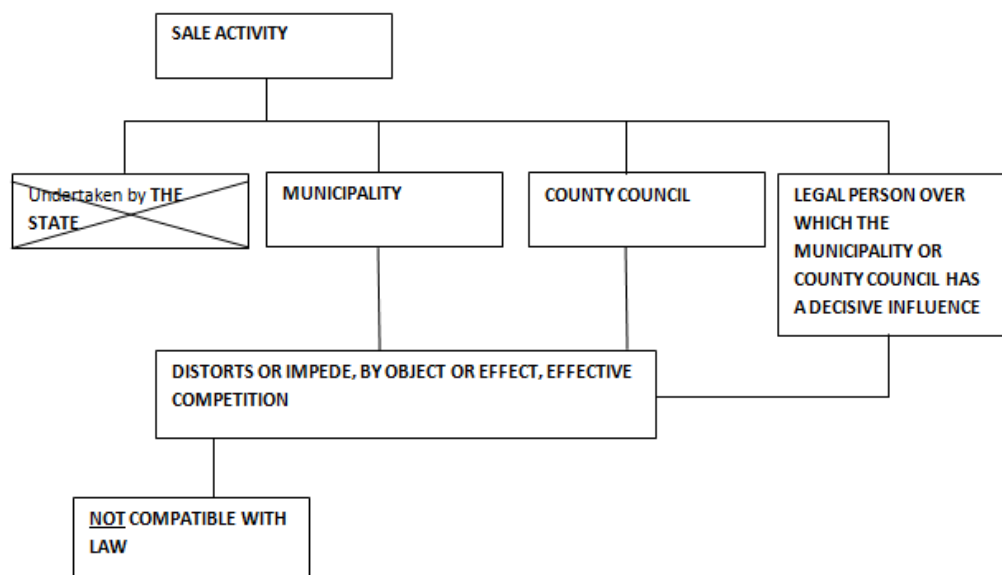 SALE ACTIVITY
Undertaken by THE
STATE
MUNICIPALITY
COUNTY COUNCIL
LEGAL PERSON OVER
WHICH THE
MUNICIPALITY OR
COUNTY COUNCIL HAS
A DECISIVE INFLUENCE
DISTORTS OR IMPEDE, BY OBJECT OR EFFECT, EFFECTIVE
COMPETITION
NOT COMPATIBLE WITH
LAW